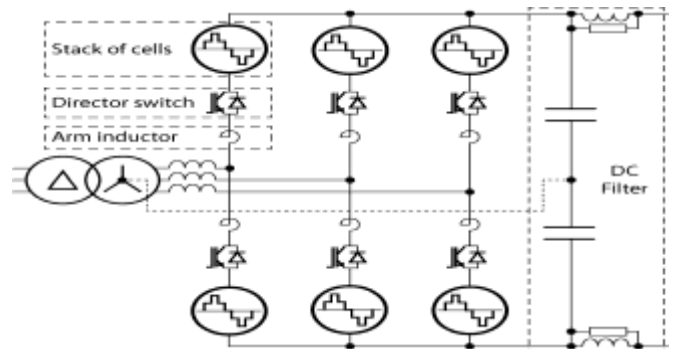 Stack of cells
Director switch
Arm inductor
DC
Filter